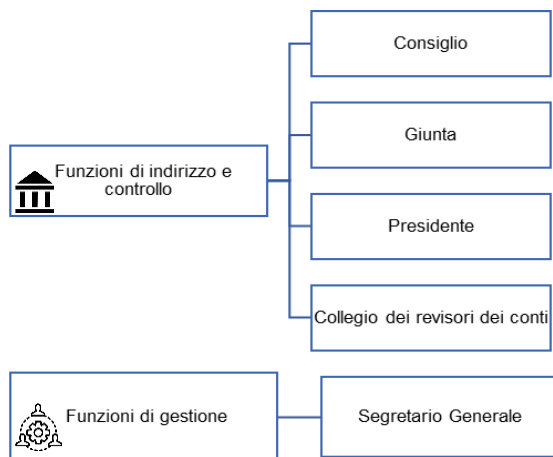 Consiglio
Giunta
Funzioni di indirizzo e
controllo
Presidente
Collegio dei revisori dei conti
Funzioni di gestione
Segretario Generale